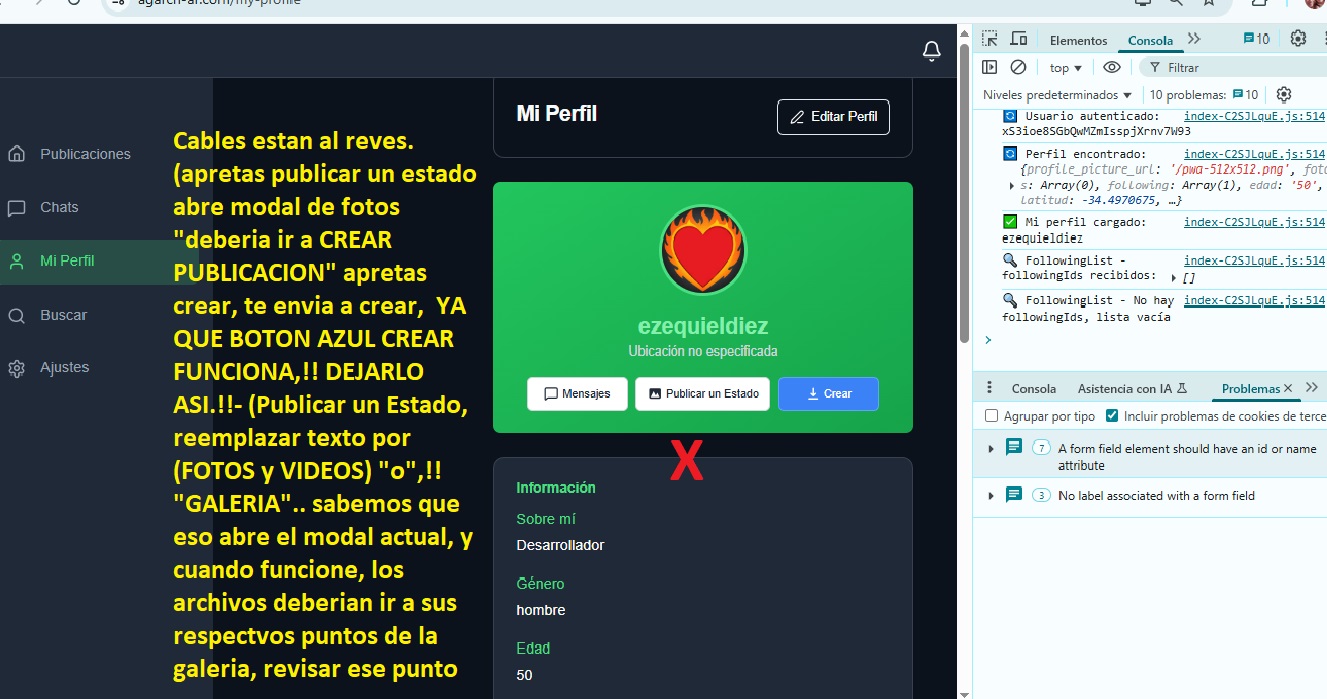 agarch-ar.com/my-profile
Publicaciones
Chats
Mi Perfil
Buscar
Ajustes
Cables estan al reves.
(apretas publicar un estado
abre modal de fotos
"deberia ir a CREAR
PUBLICACION" apretas
crear, te envia a crear, YA
QUE BOTON AZUL CREAR
FUNCIONA,!! DEJARLO
ASI.!!- (Publicar un Estado,
reemplazar texto por
(FOTOS y VIDEOS) "o",!!
"GALERIA".. sabemos que
eso abre el modal actual, y
cuando funcione, los
archivos deberian ir a sus
respectvos puntos de la
galeria, revisar ese punto
Mi Perfil
Editar Perfil
ezequieldiez
Ubicación no especificada
Mensajes
Publicar un Estado
Crear
X
Información
Sobre mí
Desarrollador
Género
hombre
Edad
50
Elementos
Consola
10
top
Filtrar
Niveles predeterminados
10 problemas:
10
Usuario autenticado: index-C2SJLquE.js:514
xS3ioe8SGbQwMZmIsspjXrnv7W93
Perfil encontrado: index-C2SJLquE.js:514
{profile_picture_url: '/pwa-512x512.png', foto
s: Array(0), following: Array(1), edad: '50',
latitud: -34.4970675, …}
Mi perfil cargado: index-C2SJLquE.js:514
ezequieldiez
FollowingList - index-C2SJLquE.js:514
followingIds recibidos: []
FollowingList - No hay index-C2SJLquE.js:514
followingIds, lista vacía
Consola
Asistencia con IA
Problemas
Agrupar por tipo
Incluir problemas de cookies de terce
7 A form field element should have an id or name
attribute
3 No label associated with a form field